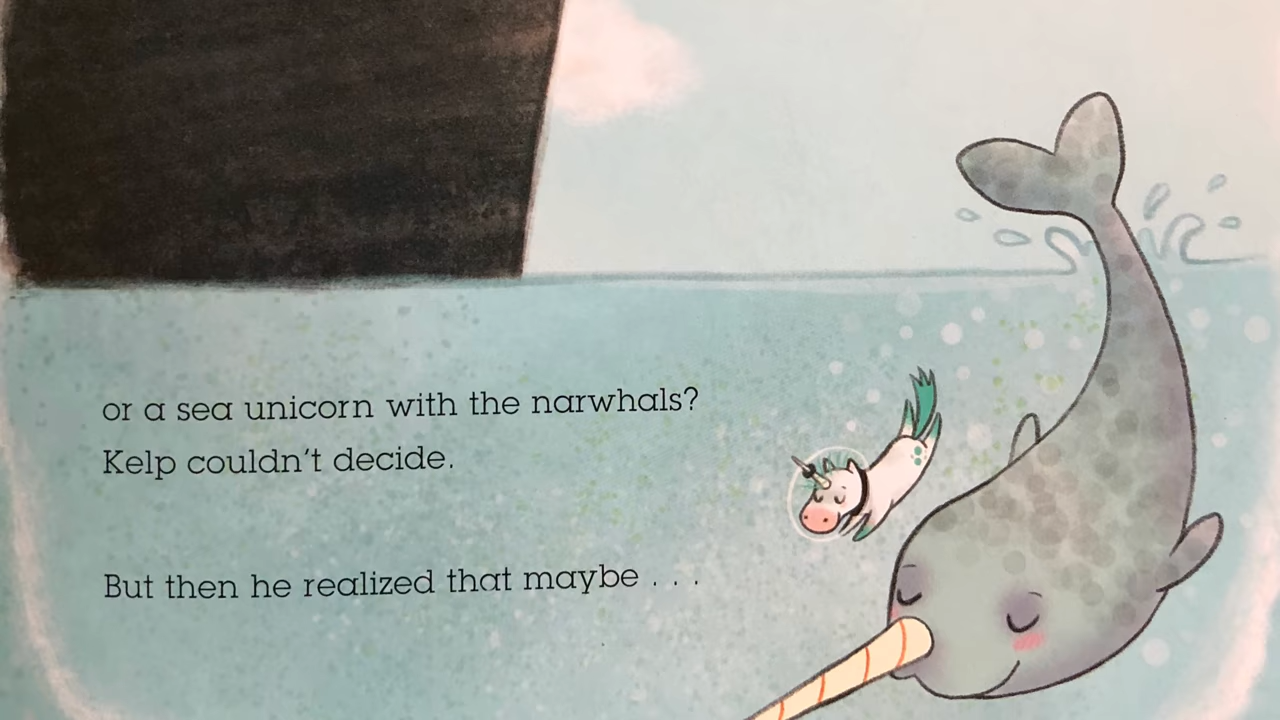 or a sea unicorn with the narwhals?
Kelp couldn't decide.
But then he realized that maybe . . .